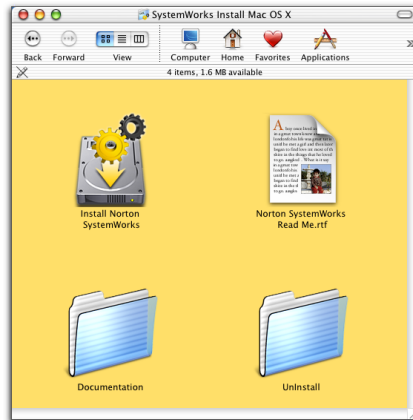 SystemWorks Install Mac OS X
Back Forward View Computer Home Favorites Applications
4 items, 1.6 MB available
Install Norton
SystemWorks
Norton SystemWorks
Read Me.rtf
Documentation
UnInstall